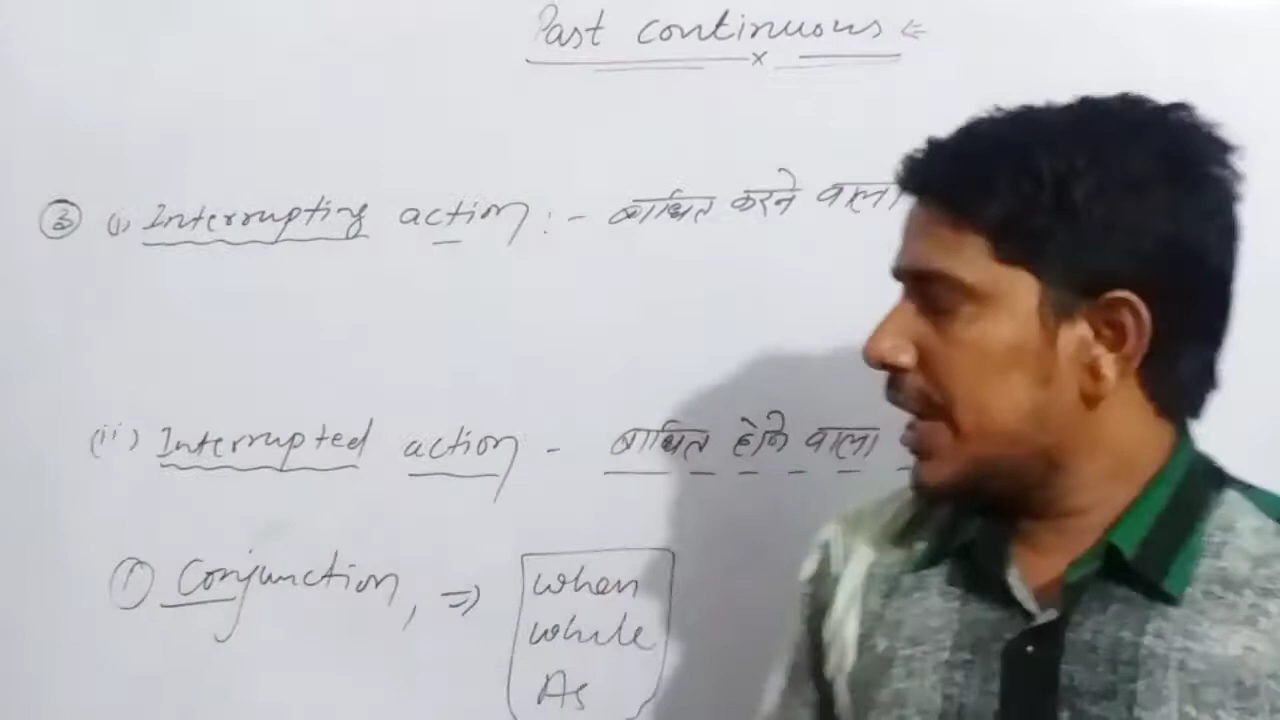 Past continuous
③ (i) Interrupting action :- बाधित करने वाला
(ii) Interrupted action - बाधित होने वाला
① Conjunction, ⇒ when
while
As